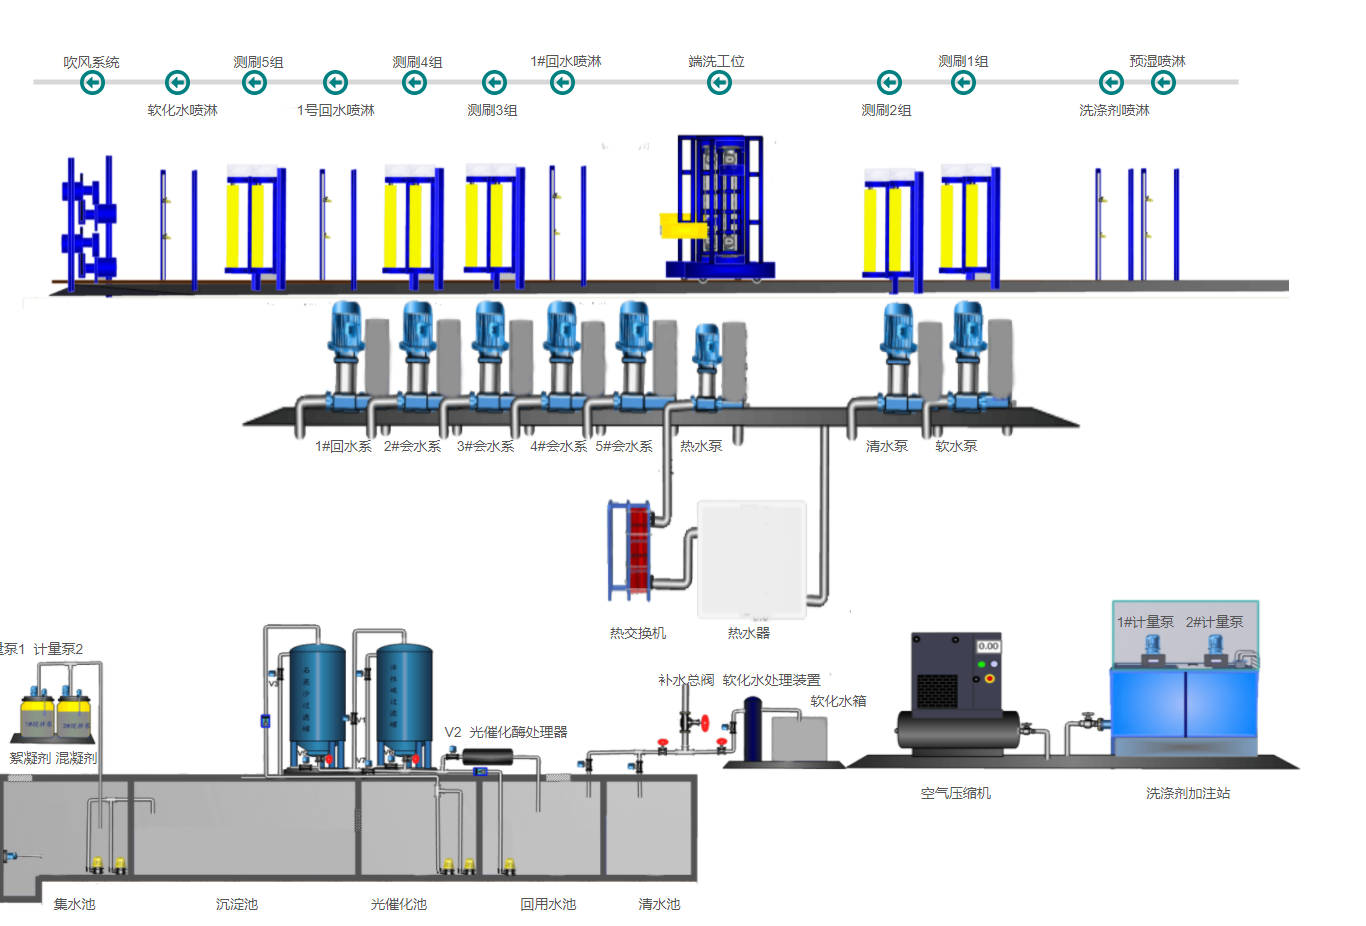 吹风系统
测刷5组
测刷4组
1#回水喷淋
端洗工位
测刷1组
预湿喷淋
软化水喷淋
1号回水喷淋
测刷3组
测刷2组
洗涤剂喷淋
1#回水系
2#会水系
3#会水系
4#会水系
5#会水系
热水泵
清水泵
软水泵
热交换机
热水器
1#计量泵
2#计量泵
量泵1
计量泵2
0.00
石英沙过滤罐
V1
补水总阀
软化水处理装置
软化水箱
V2
光催化酶处理器
絮凝剂
混凝剂
空气压缩机
洗涤剂加注站
集水池
沉淀池
光催化池
回用水池
清水池